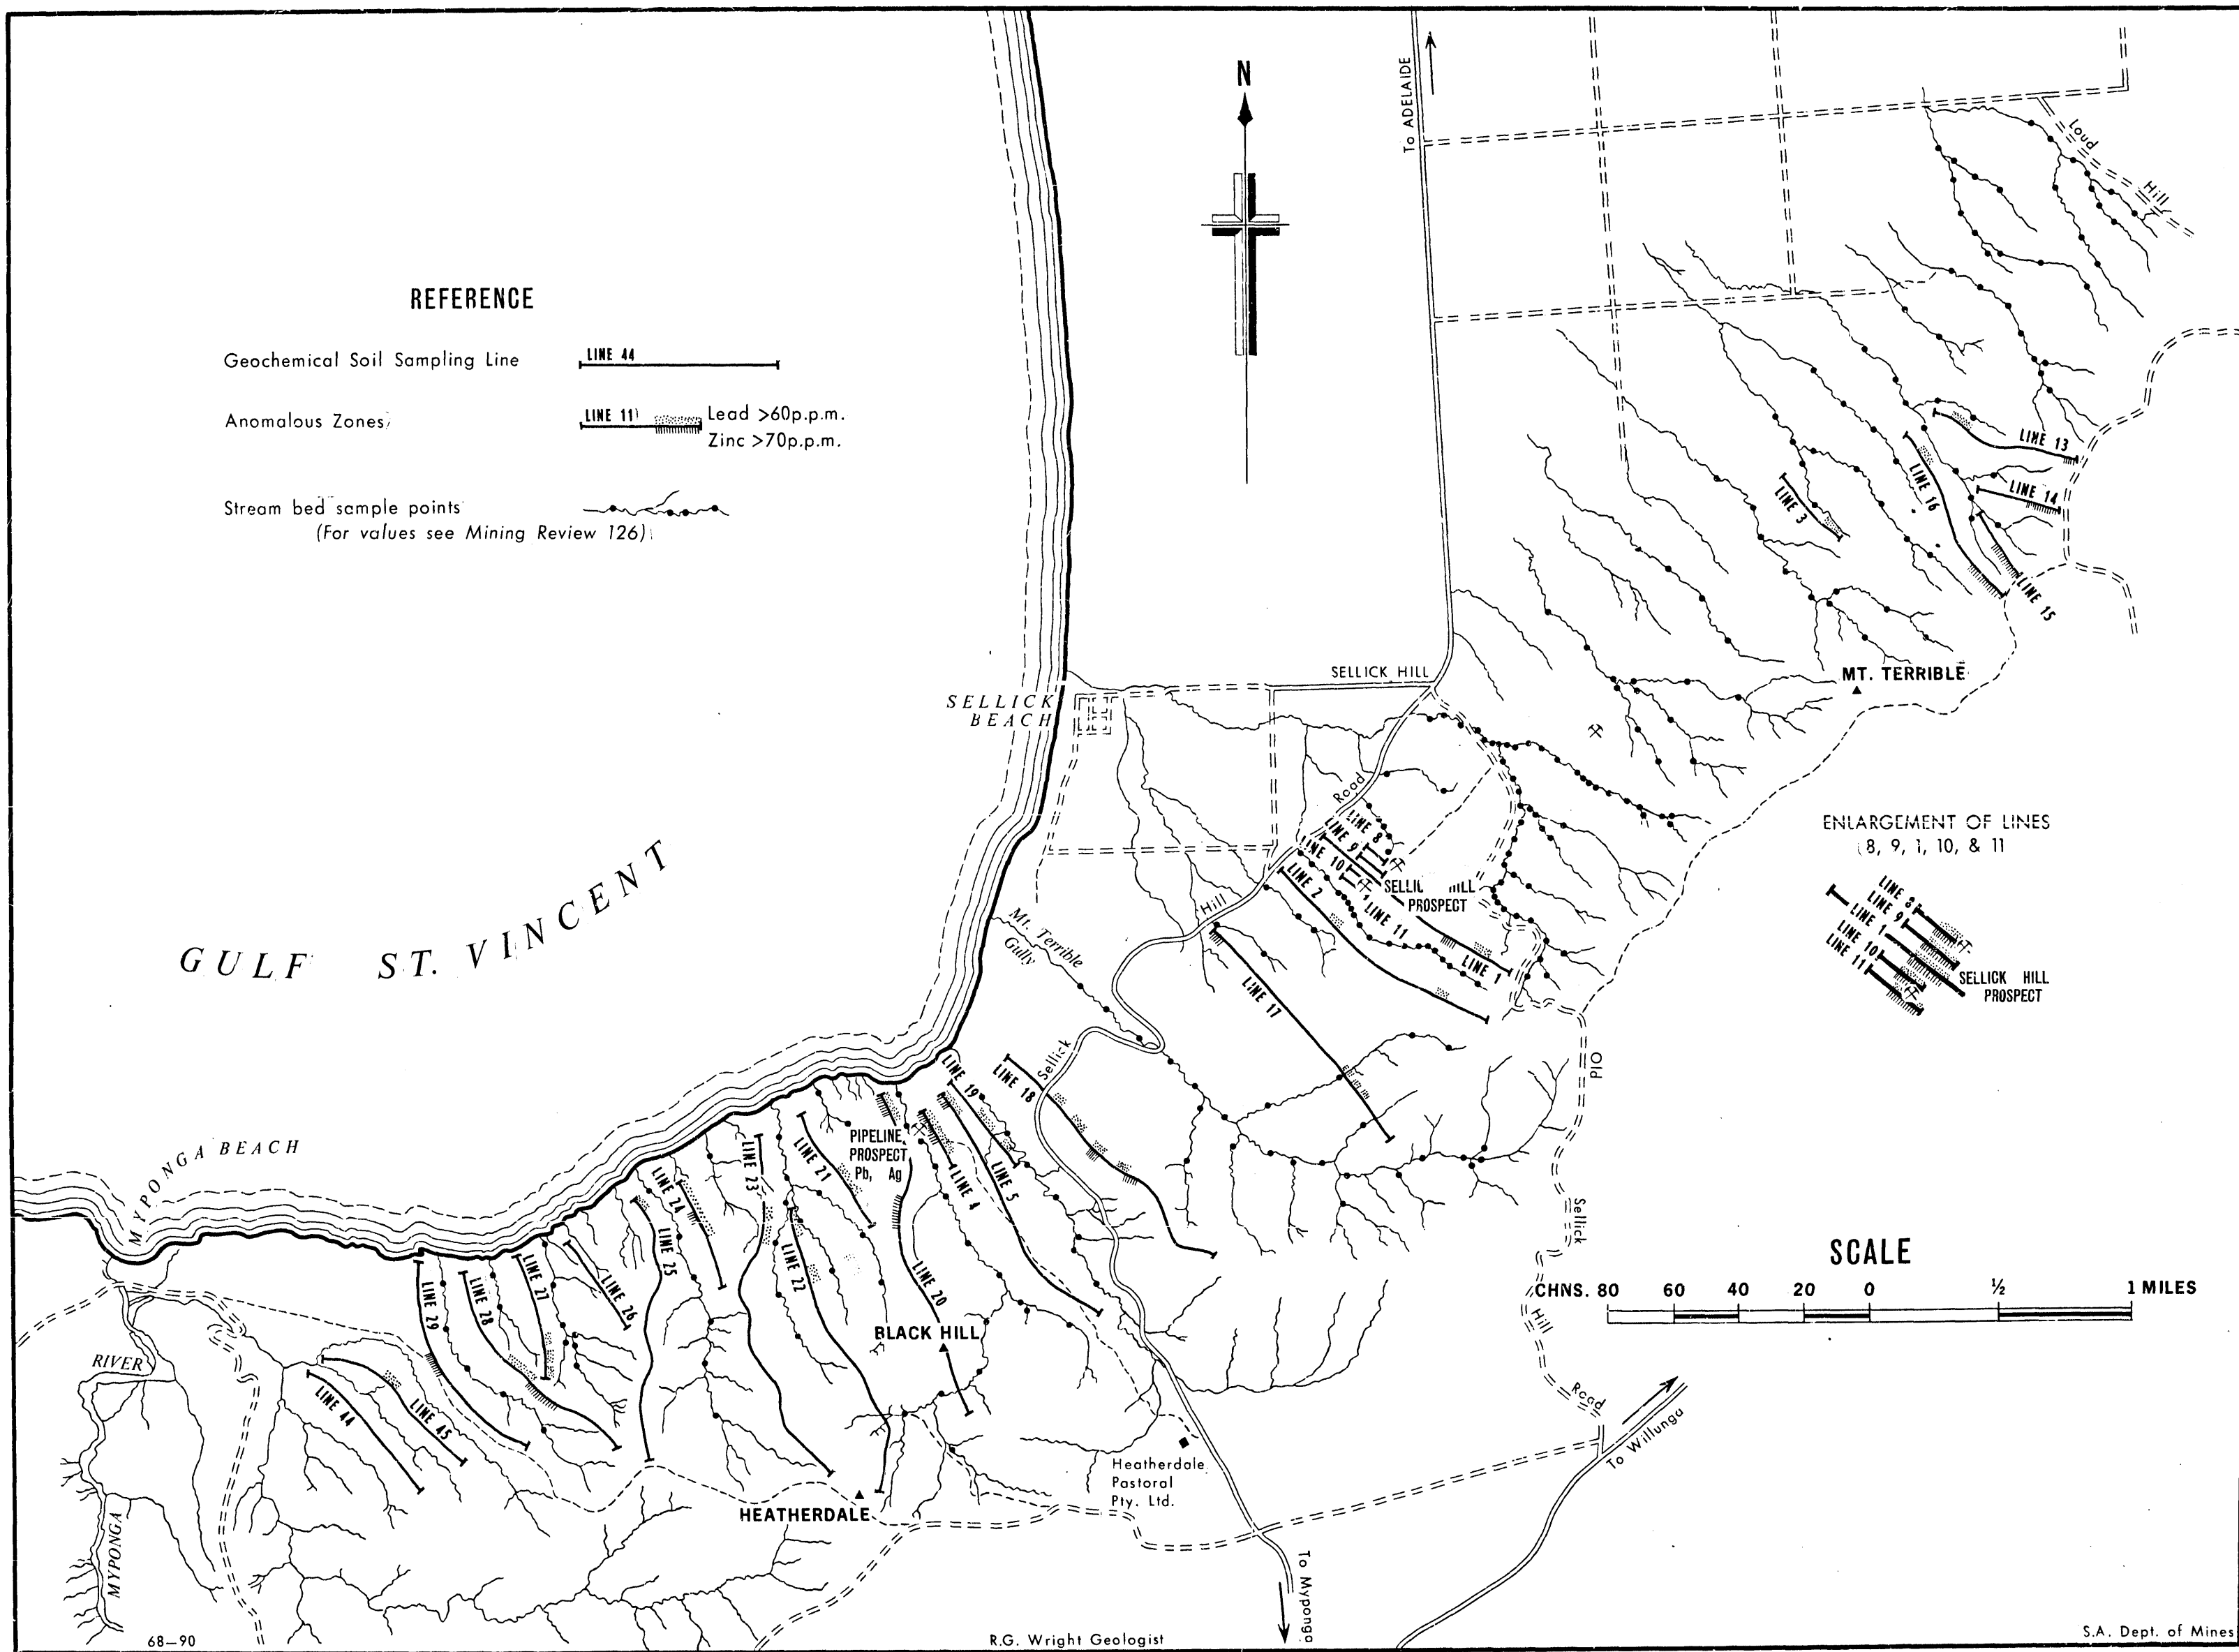 N
To ADELAIDE
Loud
Hill
REFERENCE
Geochemical Soil Sampling Line
LINE 44
Anomalous Zones
LINE 11
Lead >60p.p.m.
Zinc >70p.p.m.
Stream bed sample points
(For values see Mining Review 126)
LINE 13
LINE 14
LINE 16
LINE 3
LINE 15
MT. TERRIBLE
SELLICK HILL
SELLICK
BEACH
Road
LINE 8
LINE 9
LINE 10
LINE 2
LINE 11
LINE 1
PROSPECT
Hill
LINE 17
Mt. Terrible
Gully
Sellick
ENLARGEMENT OF LINES
(8, 9, 1, 10, & 11
LINE 8
LINE 9
LINE 1
LINE 10
LINE 11
SELLICK HILL
PROSPECT
GULF ST. VINCENT
MYPONGA BEACH
LINE 19
LINE 18
PIPELINE
PROSPECT
Pb, Ag
LINE 4
LINE 5
LINE 21
LINE 23
LINE 24
LINE 25
LINE 22
LINE 20
LINE 26
LINE 27
LINE 28
LINE 29
LINE 44
LINE 45
BLACK HILL
Old
Sellick
Hill
Road
SCALE
CHNS. 80 60 40 20 0 ½ 1 MILES
To Willunga
RIVER
MYPONGA
HEATHERDALE
Heatherdale
Pastoral
Pty. Ltd.
To Myponga
68–90
R.G. Wright Geologist
S.A. Dept. of Mines